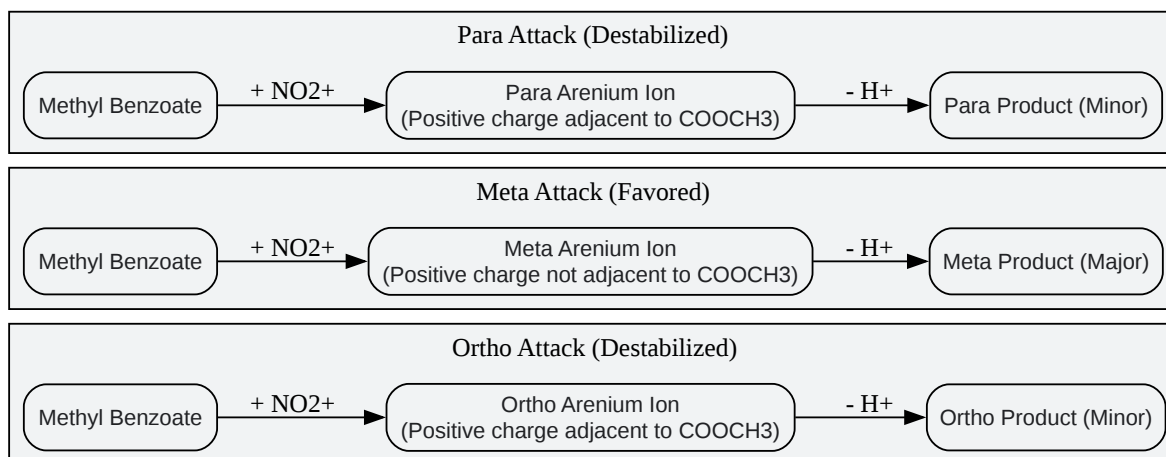 Para Attack (Destabilized)
Methyl Benzoate
+ NO2+
Para Arenium Ion
(Positive charge adjacent to COOCH3)
- H+
Para Product (Minor)
Meta Attack (Favored)
Methyl Benzoate
+ NO2+
Meta Arenium Ion
(Positive charge not adjacent to COOCH3)
- H+
Meta Product (Major)
Ortho Attack (Destabilized)
Methyl Benzoate
+ NO2+
Ortho Arenium Ion
(Positive charge adjacent to COOCH3)
- H+
Ortho Product (Minor)